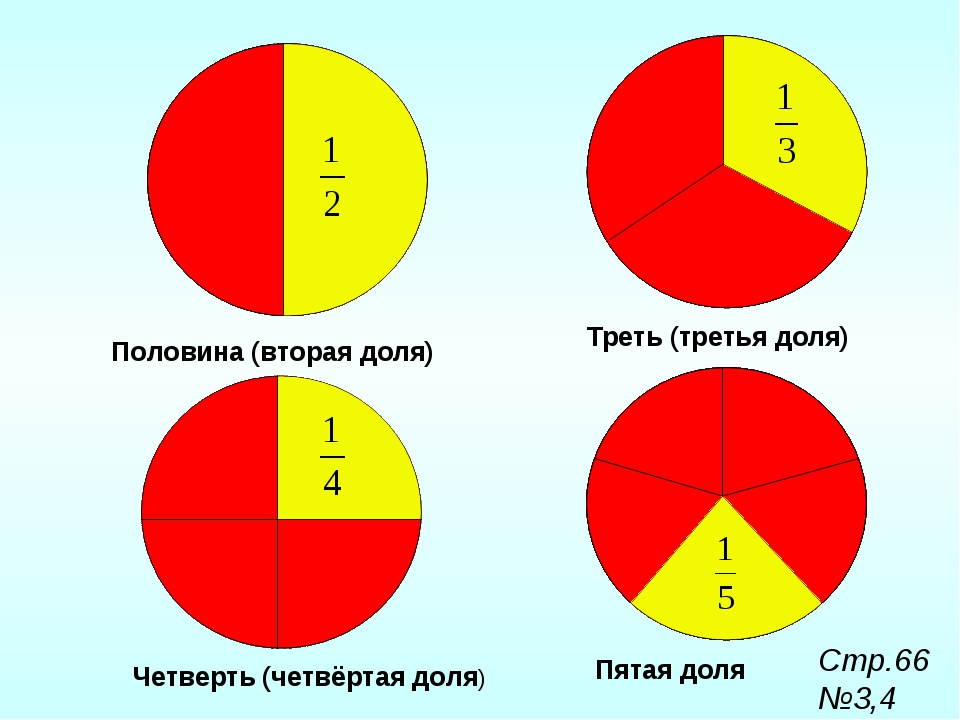 1/2
1/3
Половина (вторая доля)
Треть (третья доля)
1/4
1/5
Четверть (четвёртая доля)
Пятая доля
Стр.66
№3,4